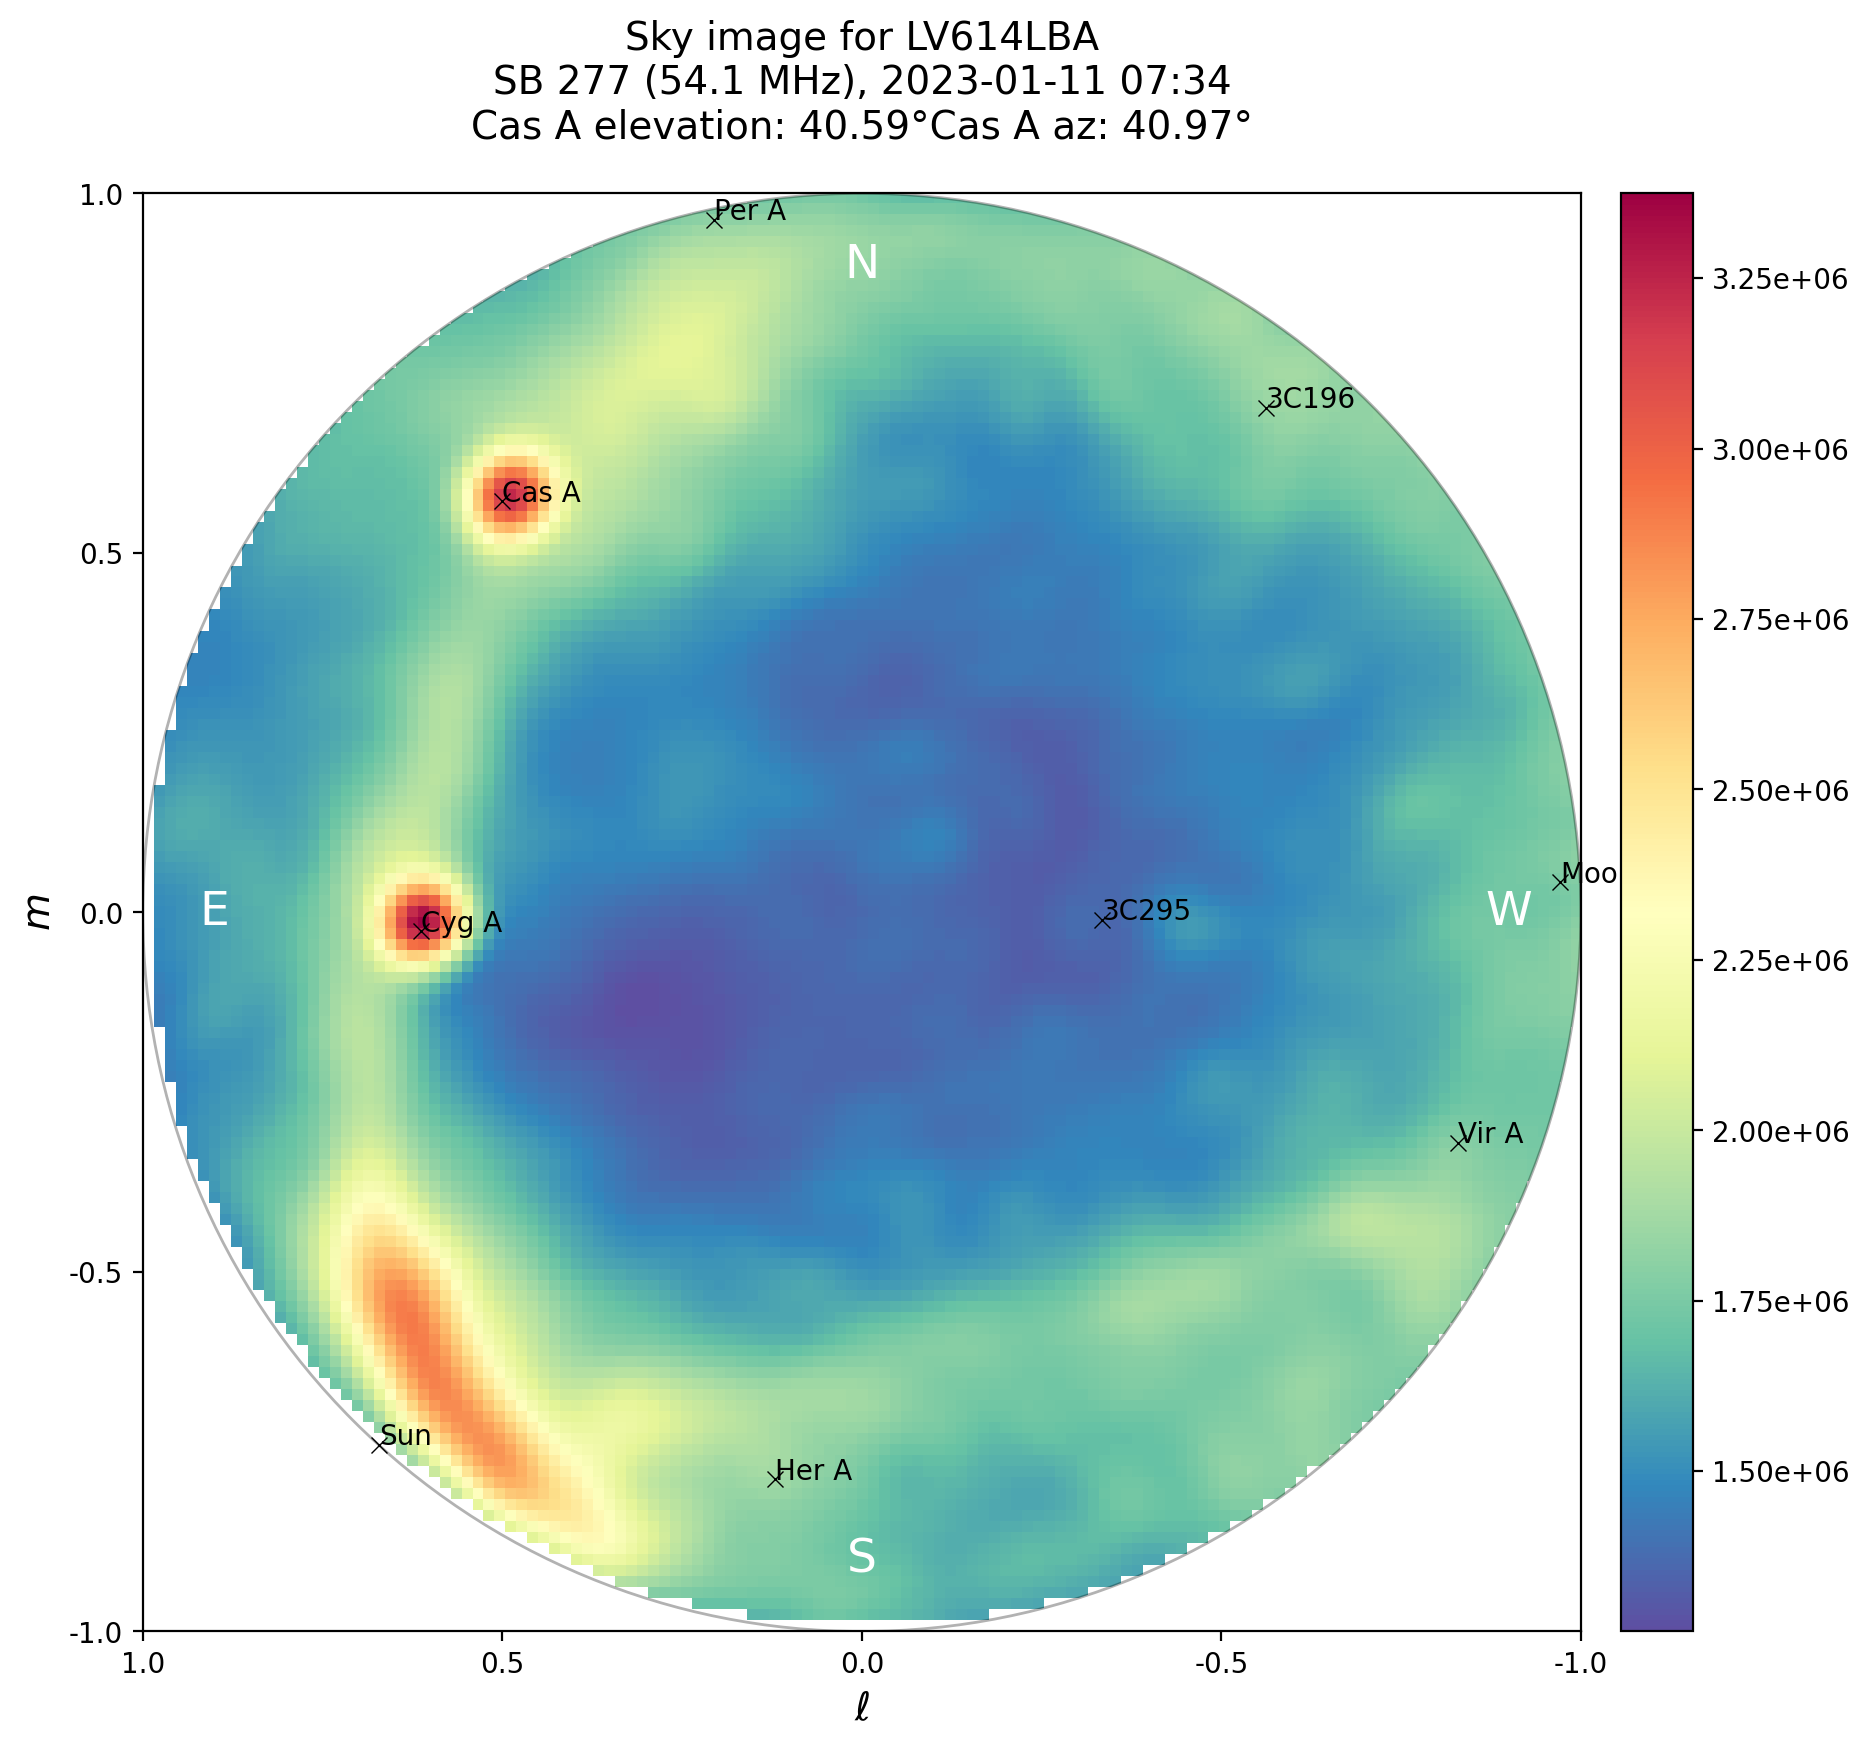 Sky image for LV614LBA
SB 277 (54.1 MHz), 2023-01-11 07:34
Cas A elevation: 40.59°Cas A az: 40.97°
1.0
0.5
0.0
-0.5
-1.0
m
Per A
N
3C196
Cas A
E
Cyg A
3C295
W
Moo
Vir A
Sun
Her A
S
1.0
0.5
0.0
-0.5
-1.0
ℓ
3.25e+06
3.00e+06
2.75e+06
2.50e+06
2.25e+06
2.00e+06
1.75e+06
1.50e+06